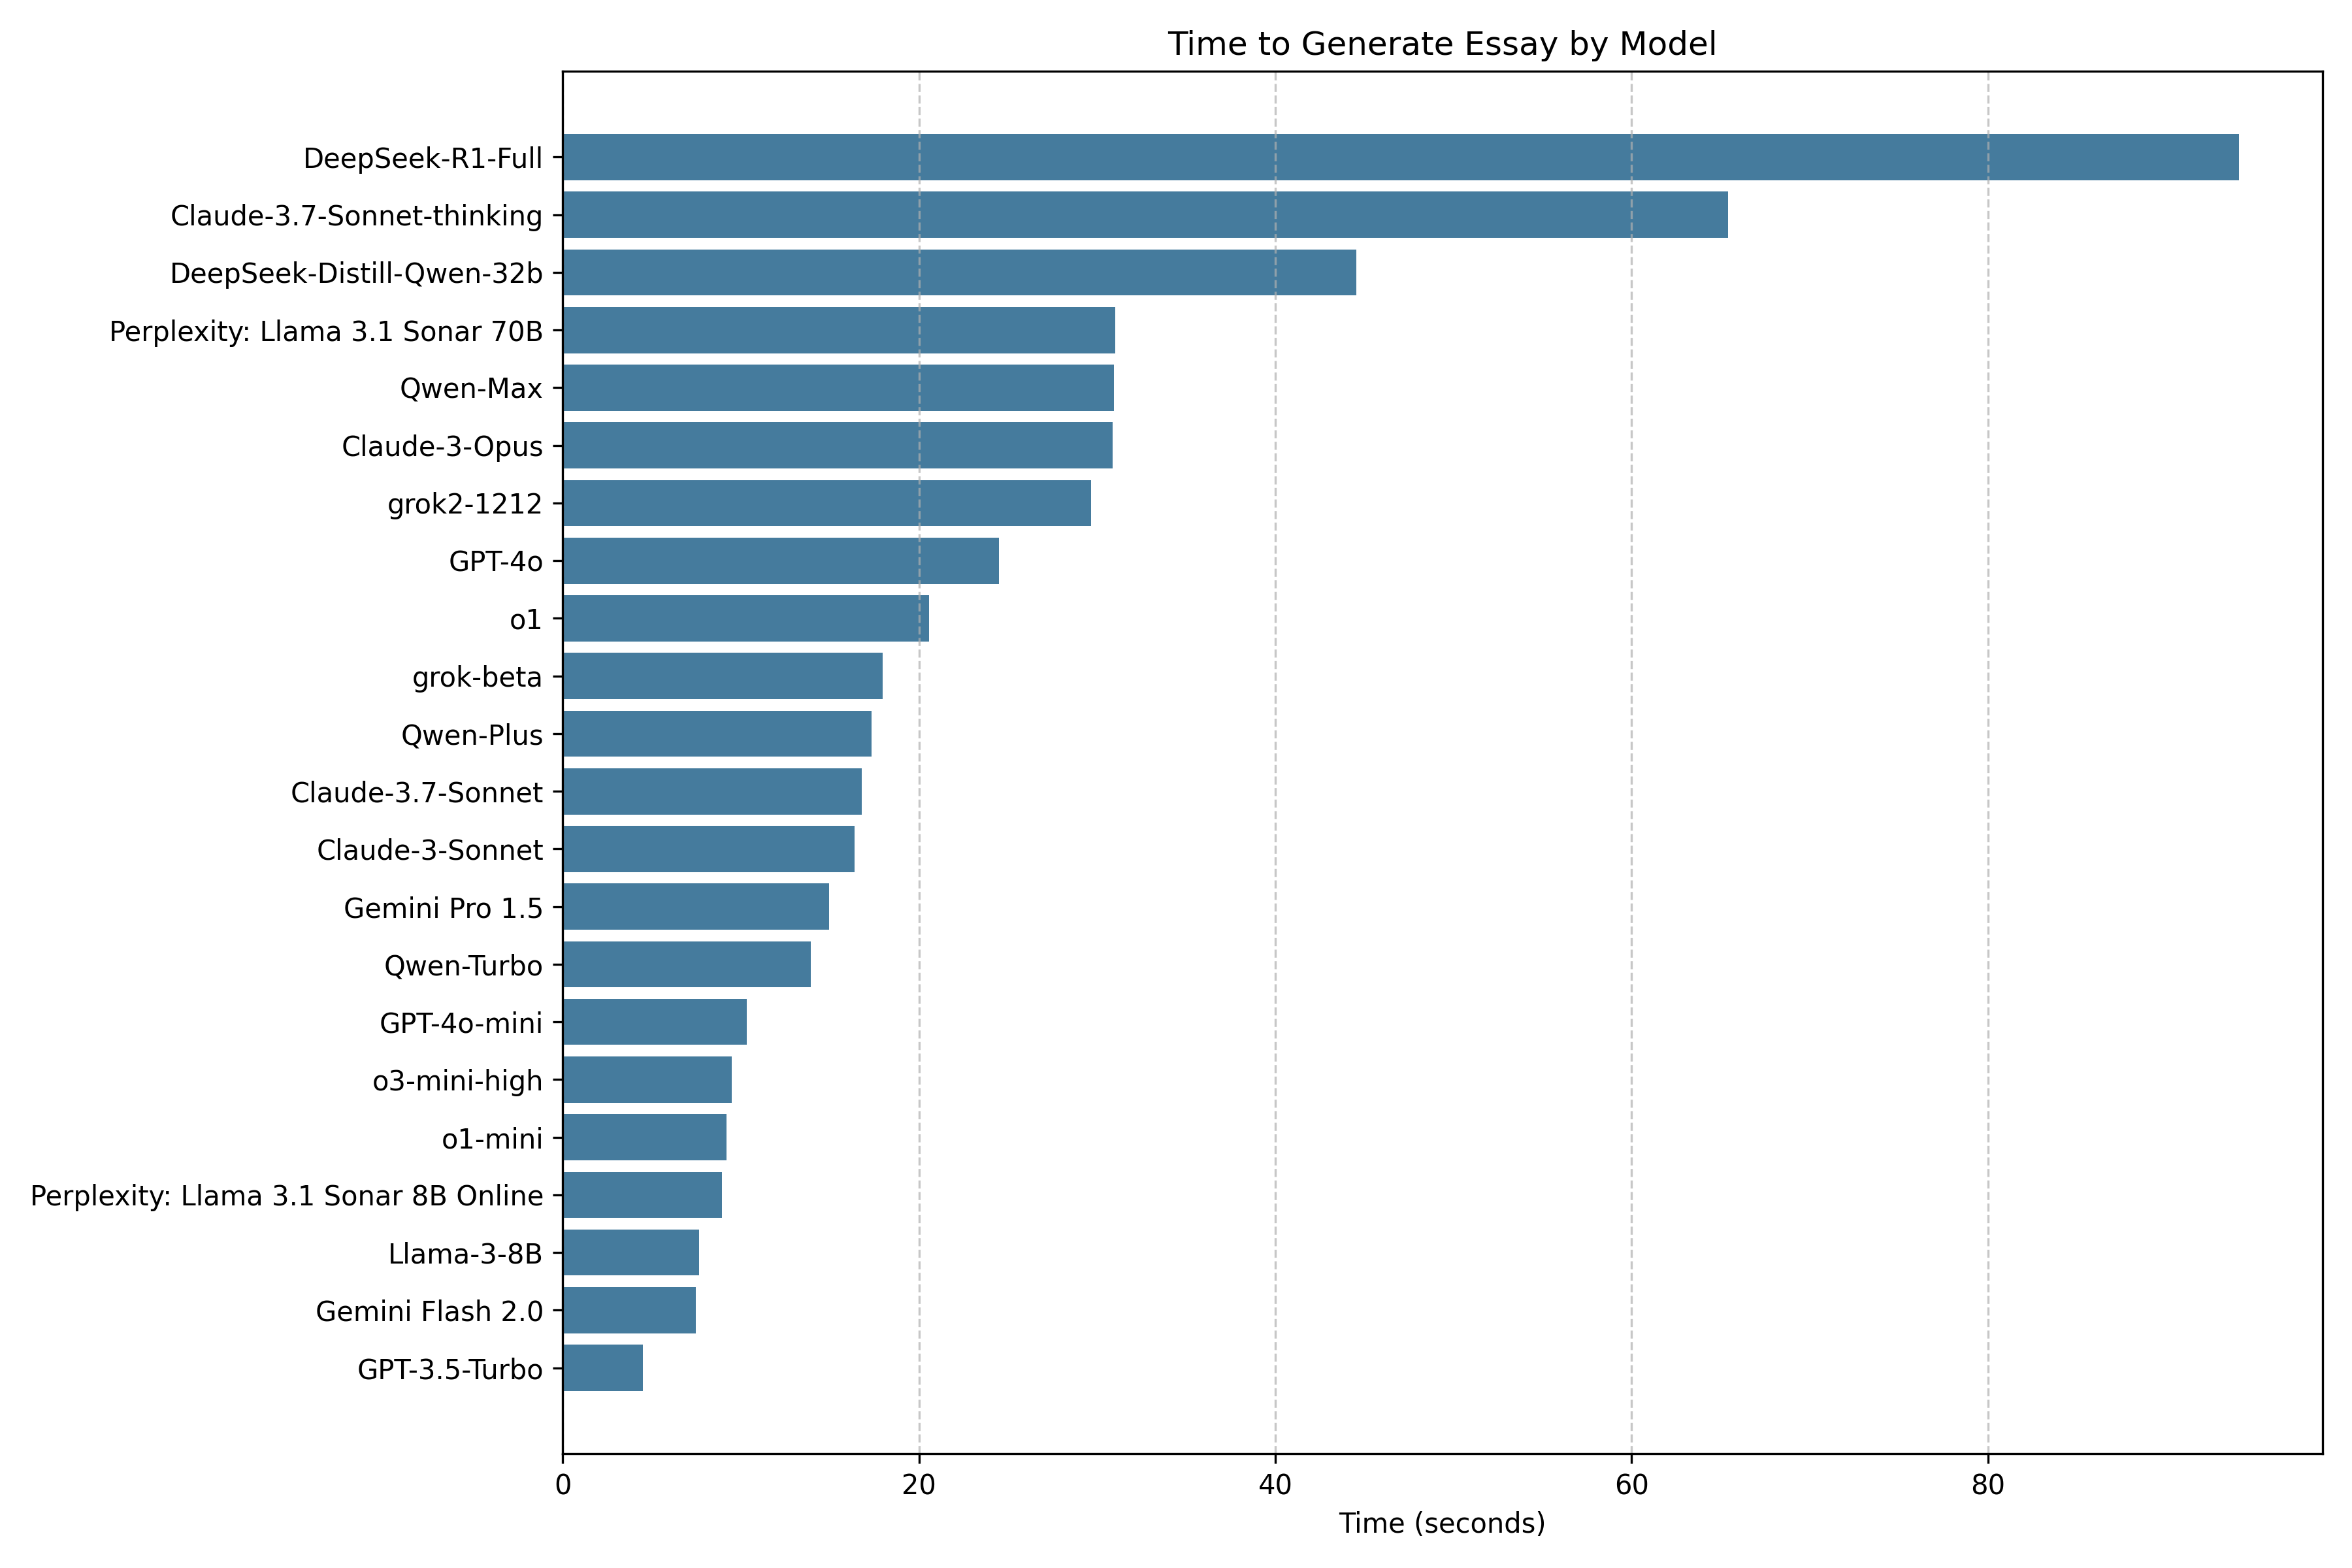 Time to Generate Essay by Model
DeepSeek-R1-Full
Claude-3.7-Sonnet-thinking
DeepSeek-Distill-Qwen-32b
Perplexity: Llama 3.1 Sonar 70B
Qwen-Max
Claude-3-Opus
grok2-1212
GPT-4o
o1
grok-beta
Qwen-Plus
Claude-3.7-Sonnet
Claude-3-Sonnet
Gemini Pro 1.5
Qwen-Turbo
GPT-4o-mini
o3-mini-high
o1-mini
Perplexity: Llama 3.1 Sonar 8B Online
Llama-3-8B
Gemini Flash 2.0
GPT-3.5-Turbo
0 20 40 60 80
Time (seconds)